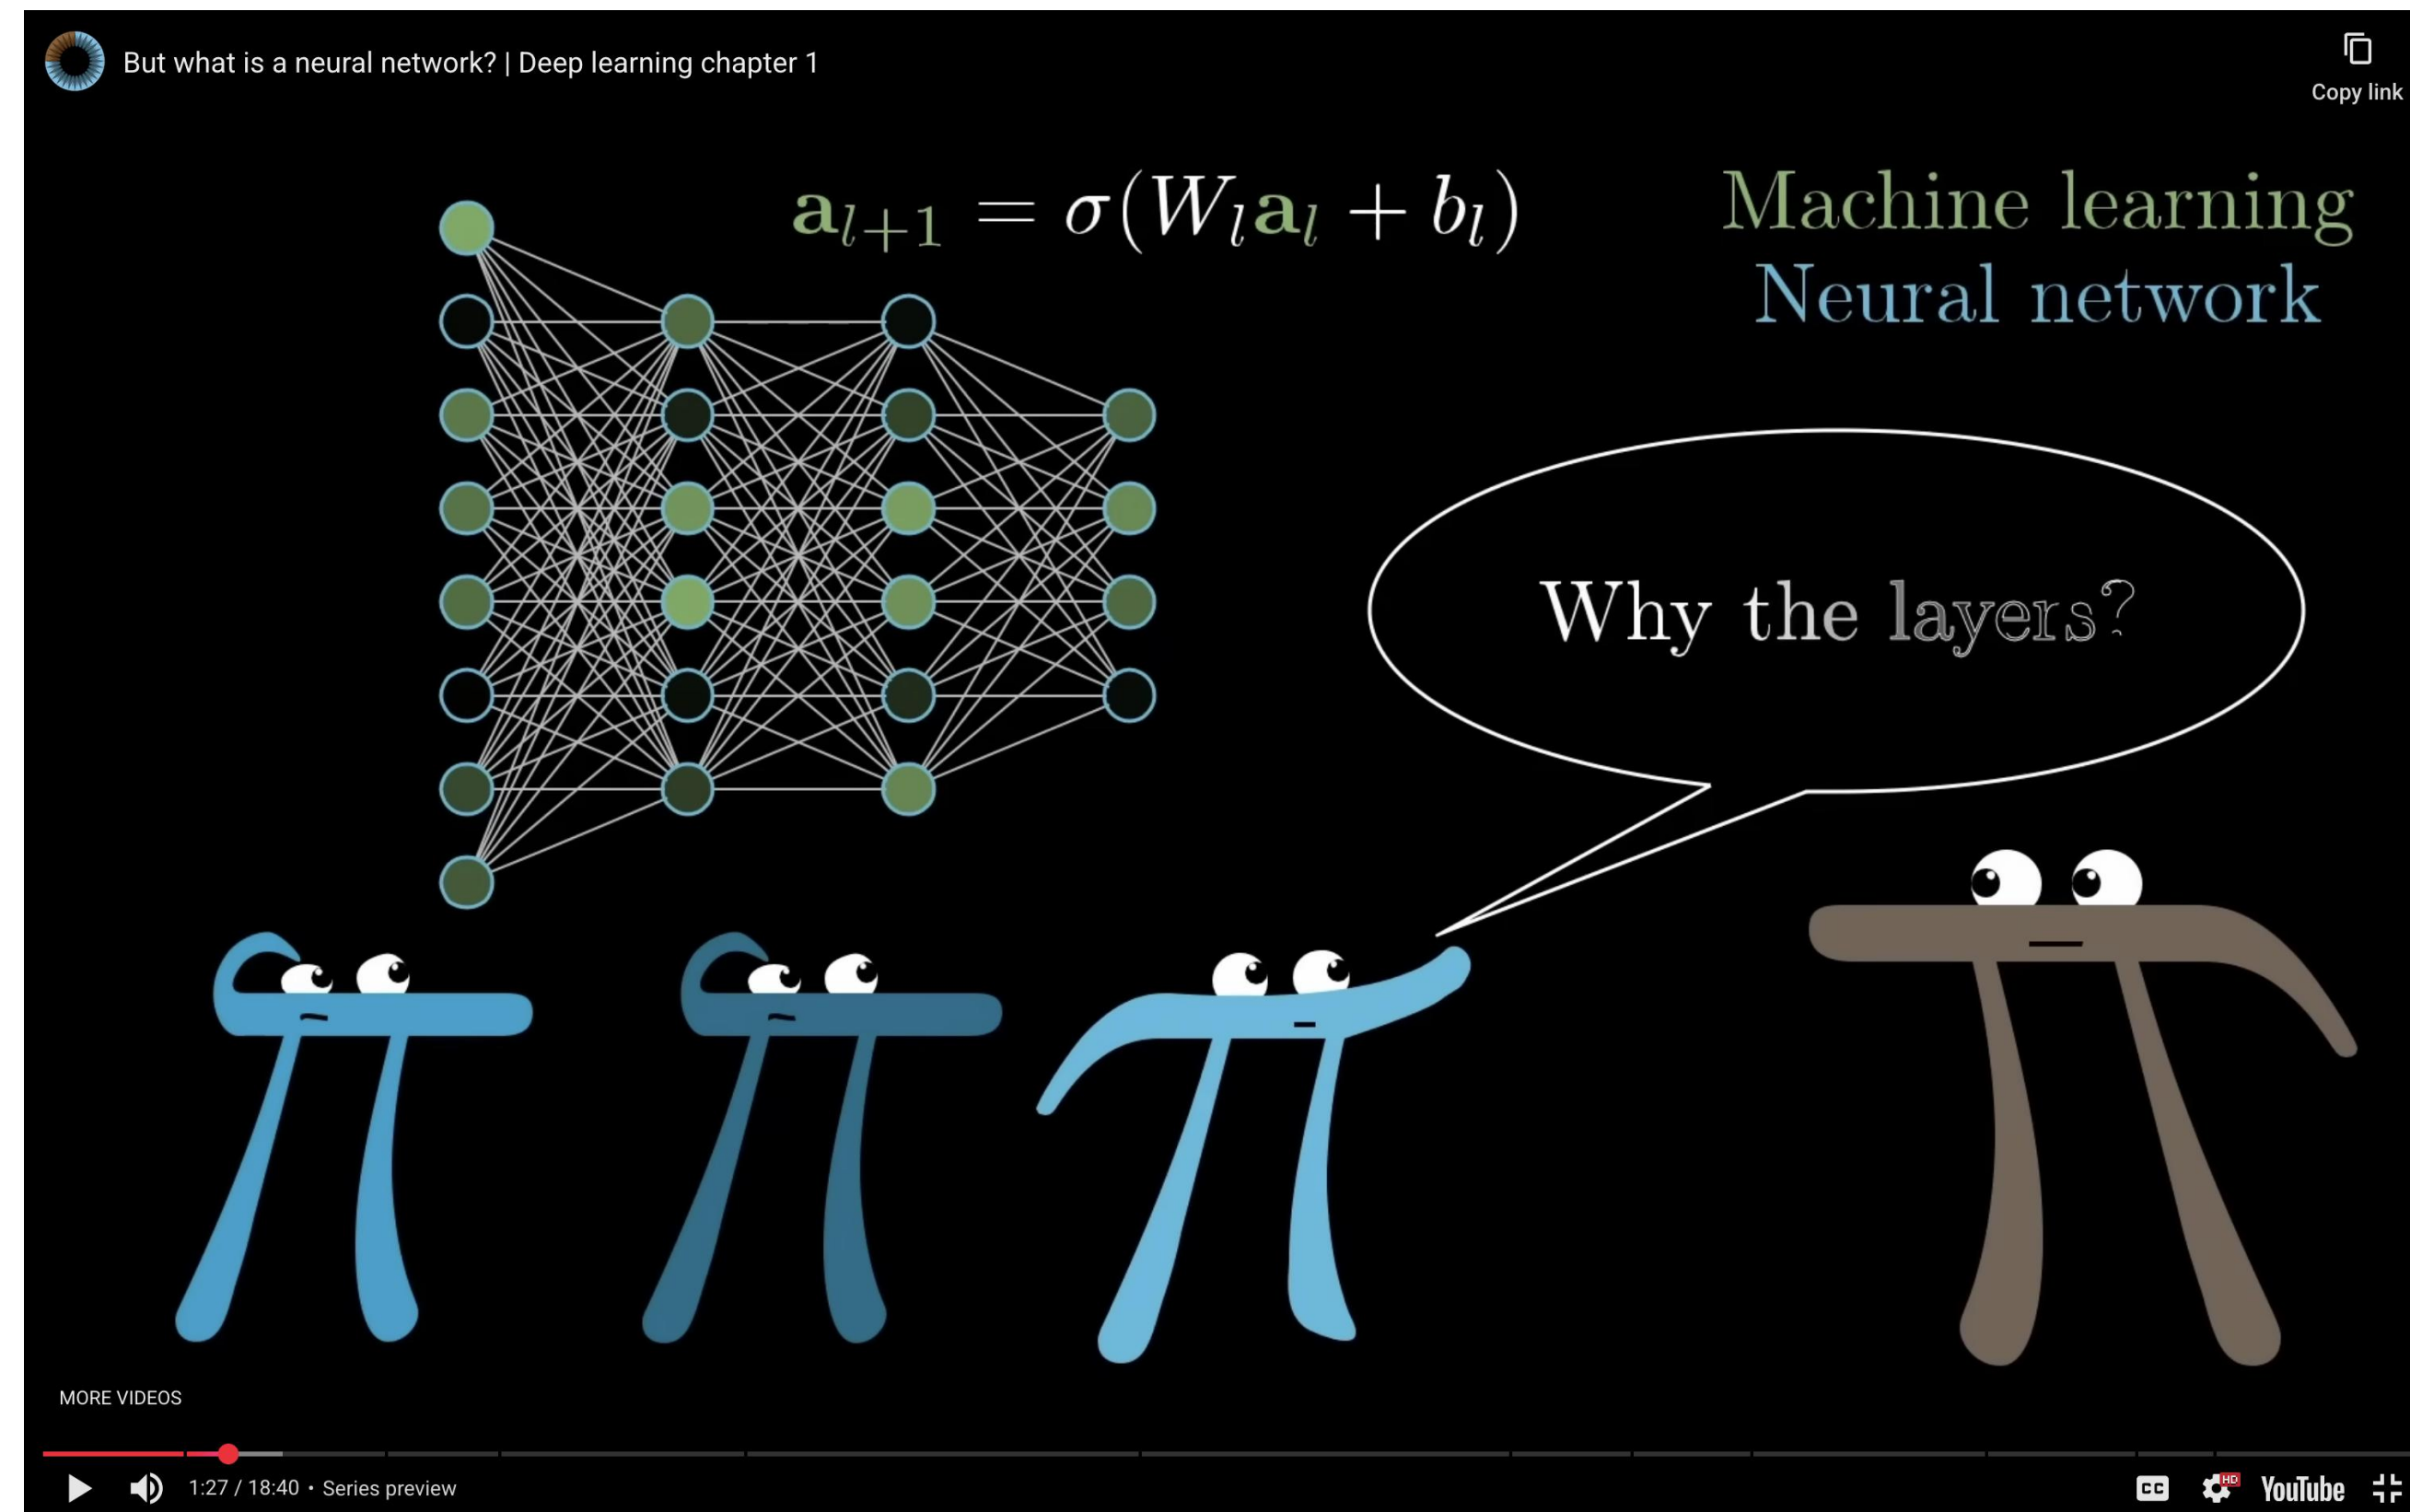 But what is a neural network? | Deep learning chapter 1
Copy link
a_{l+1} = σ(W_l a_l + b_l)
Machine learning
Neural network
Why the layers?
MORE VIDEOS
1:27 / 18:40 • Series preview
CC
HD
YouTube